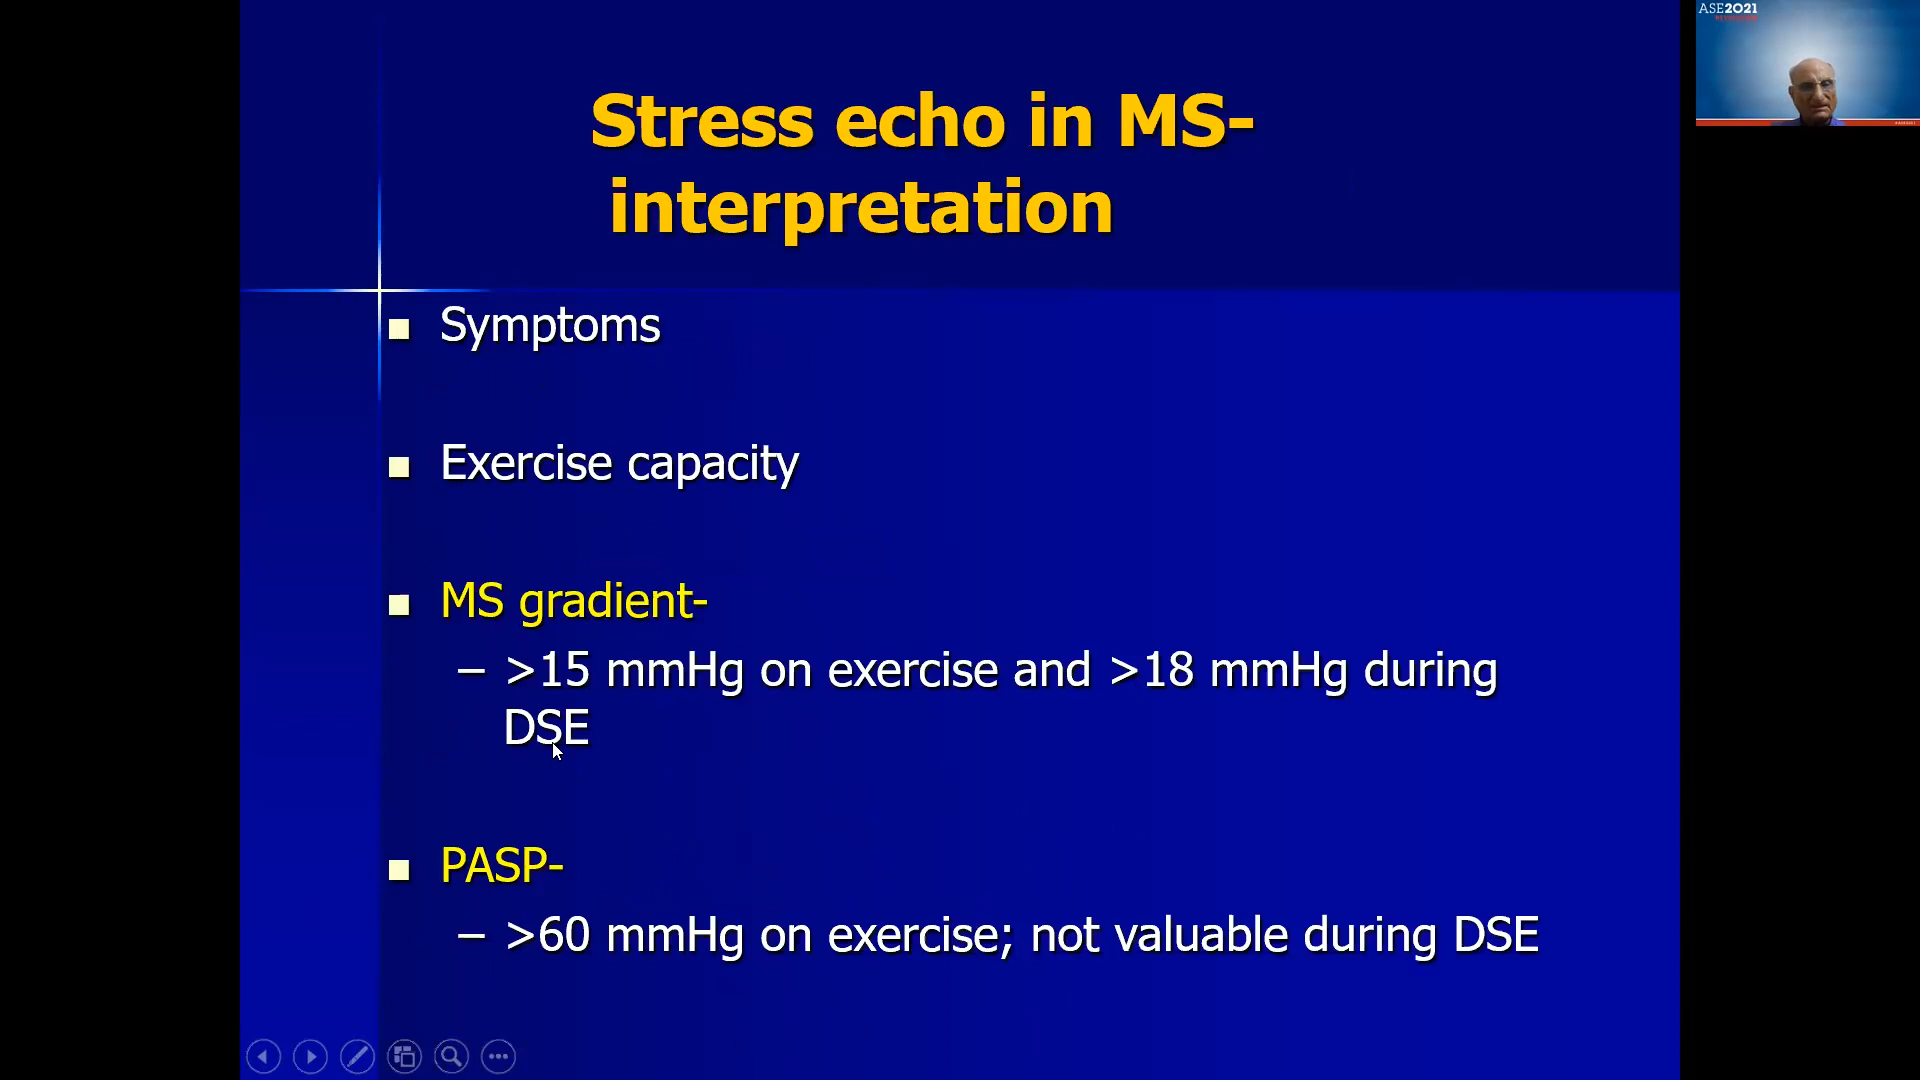 ASE2021
Stress echo in MS-
interpretation
Symptoms
Exercise capacity
MS gradient-
– >15 mmHg on exercise and >18 mmHg during
DSE
PASP-
– >60 mmHg on exercise; not valuable during DSE